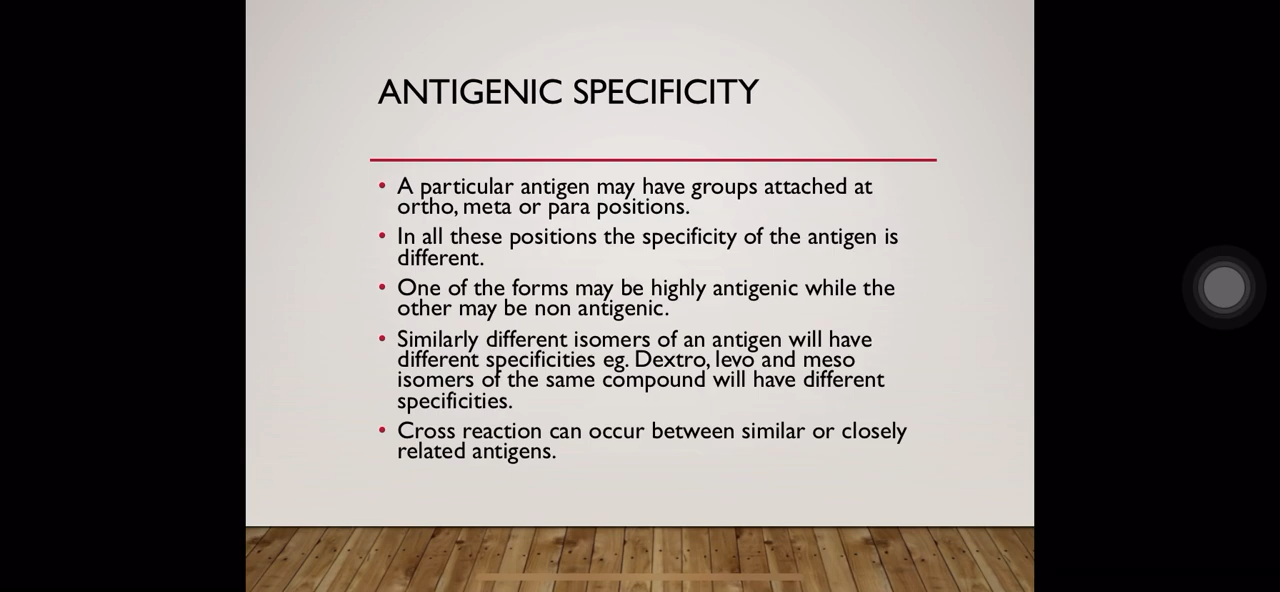 ANTIGENIC SPECIFICITY
• A particular antigen may have groups attached at
ortho, meta or para positions.
• In all these positions the specificity of the antigen is
different.
• One of the forms may be highly antigenic while the
other may be non antigenic.
• Similarly different isomers of an antigen will have
different specificities eg. Dextro, levo and meso
isomers of the same compound will have different
specificities.
• Cross reaction can occur between similar or closely
related antigens.